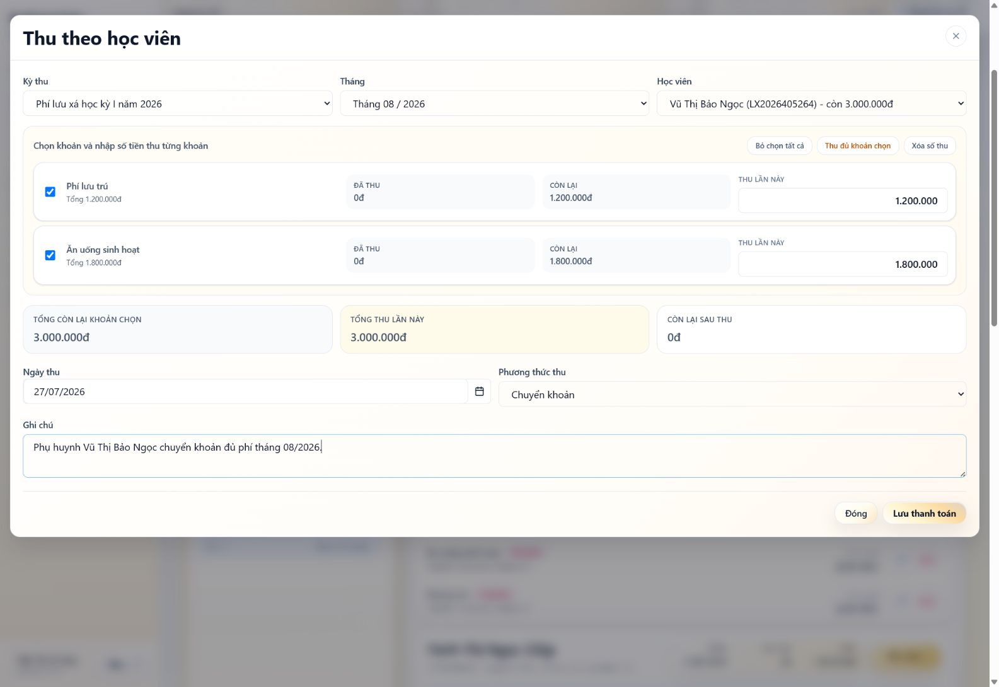 Thu theo học viên
Kỳ thu
Tháng
Học viên
Phí lưu xá học kỳ I năm 2026
Tháng 08 / 2026
Vũ Thị Bảo Ngọc (LX2026405264) - còn 3.000.000đ
Chọn khoản và nhập số tiền thu từng khoản
Bỏ chọn tất cả
Thu đủ khoản chọn
Xóa số thu
Phí lưu trú
Tổng 1.200.000đ
ĐÃ THU
0đ
CÒN LẠI
1.200.000đ
THU LẦN NÀY
1.200.000
Ăn uống sinh hoạt
Tổng 1.800.000đ
ĐÃ THU
0đ
CÒN LẠI
1.800.000đ
THU LẦN NÀY
1.800.000
TỔNG CÒN LẠI KHOẢN CHỌN
3.000.000đ
TỔNG THU LẦN NÀY
3.000.000đ
CÒN LẠI SAU THU
0đ
Ngày thu
27/07/2026
Phương thức thu
Chuyển khoản
Ghi chú
Phụ huynh Vũ Thị Bảo Ngọc chuyển khoản đủ phí tháng 08/2026.
Đóng
Lưu thanh toán